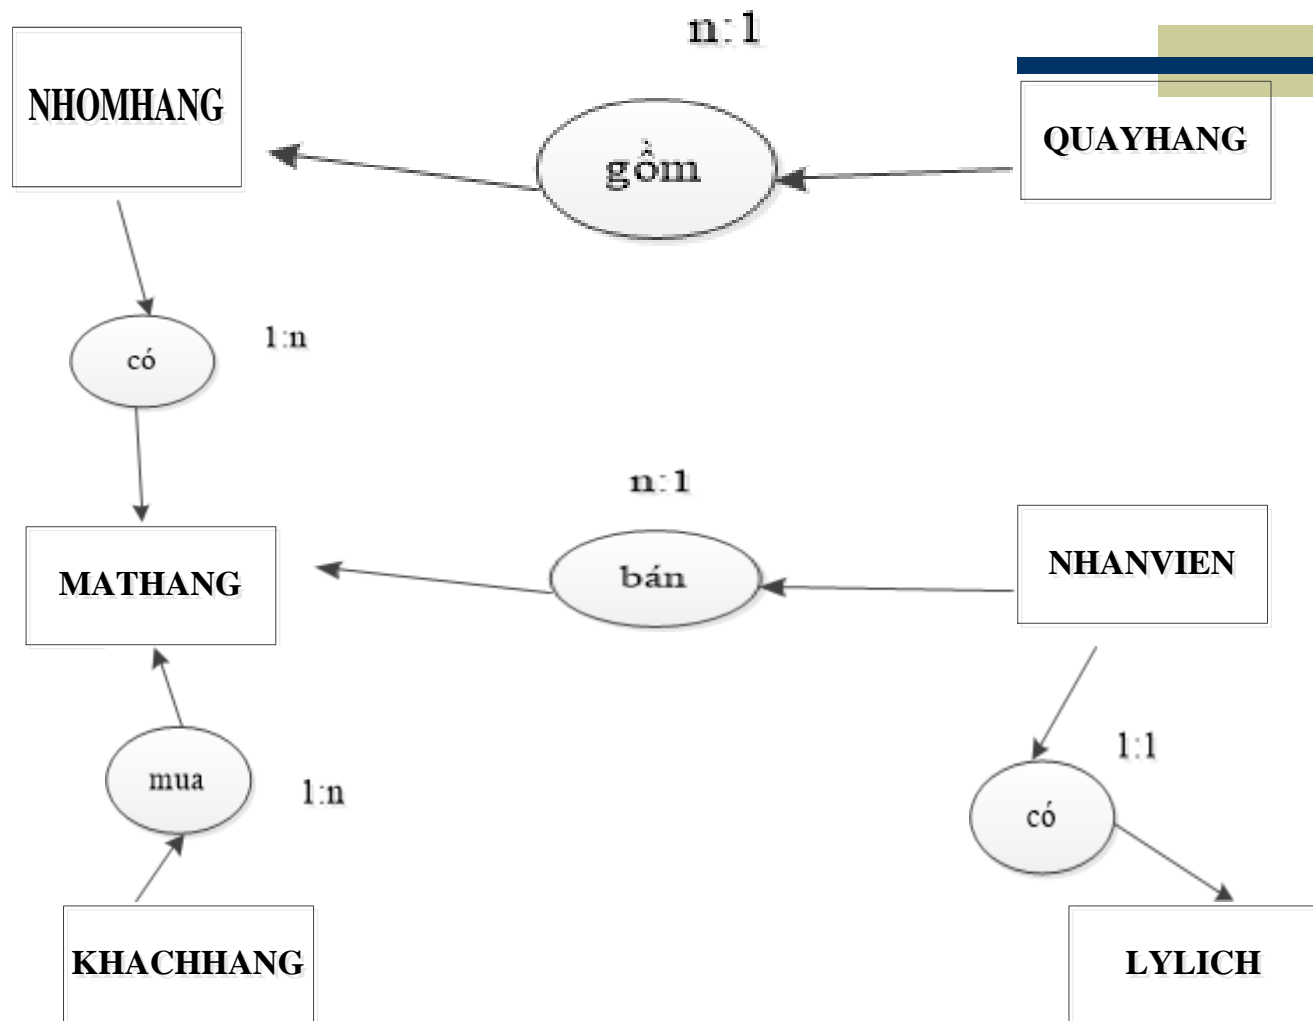 n:1
NHOMHANG
gồm
QUAYHANG
có
1:n
n:1
MATHANG
bán
NHANVIEN
mua
1:n
1:1
có
KHACHHANG
LYLICH